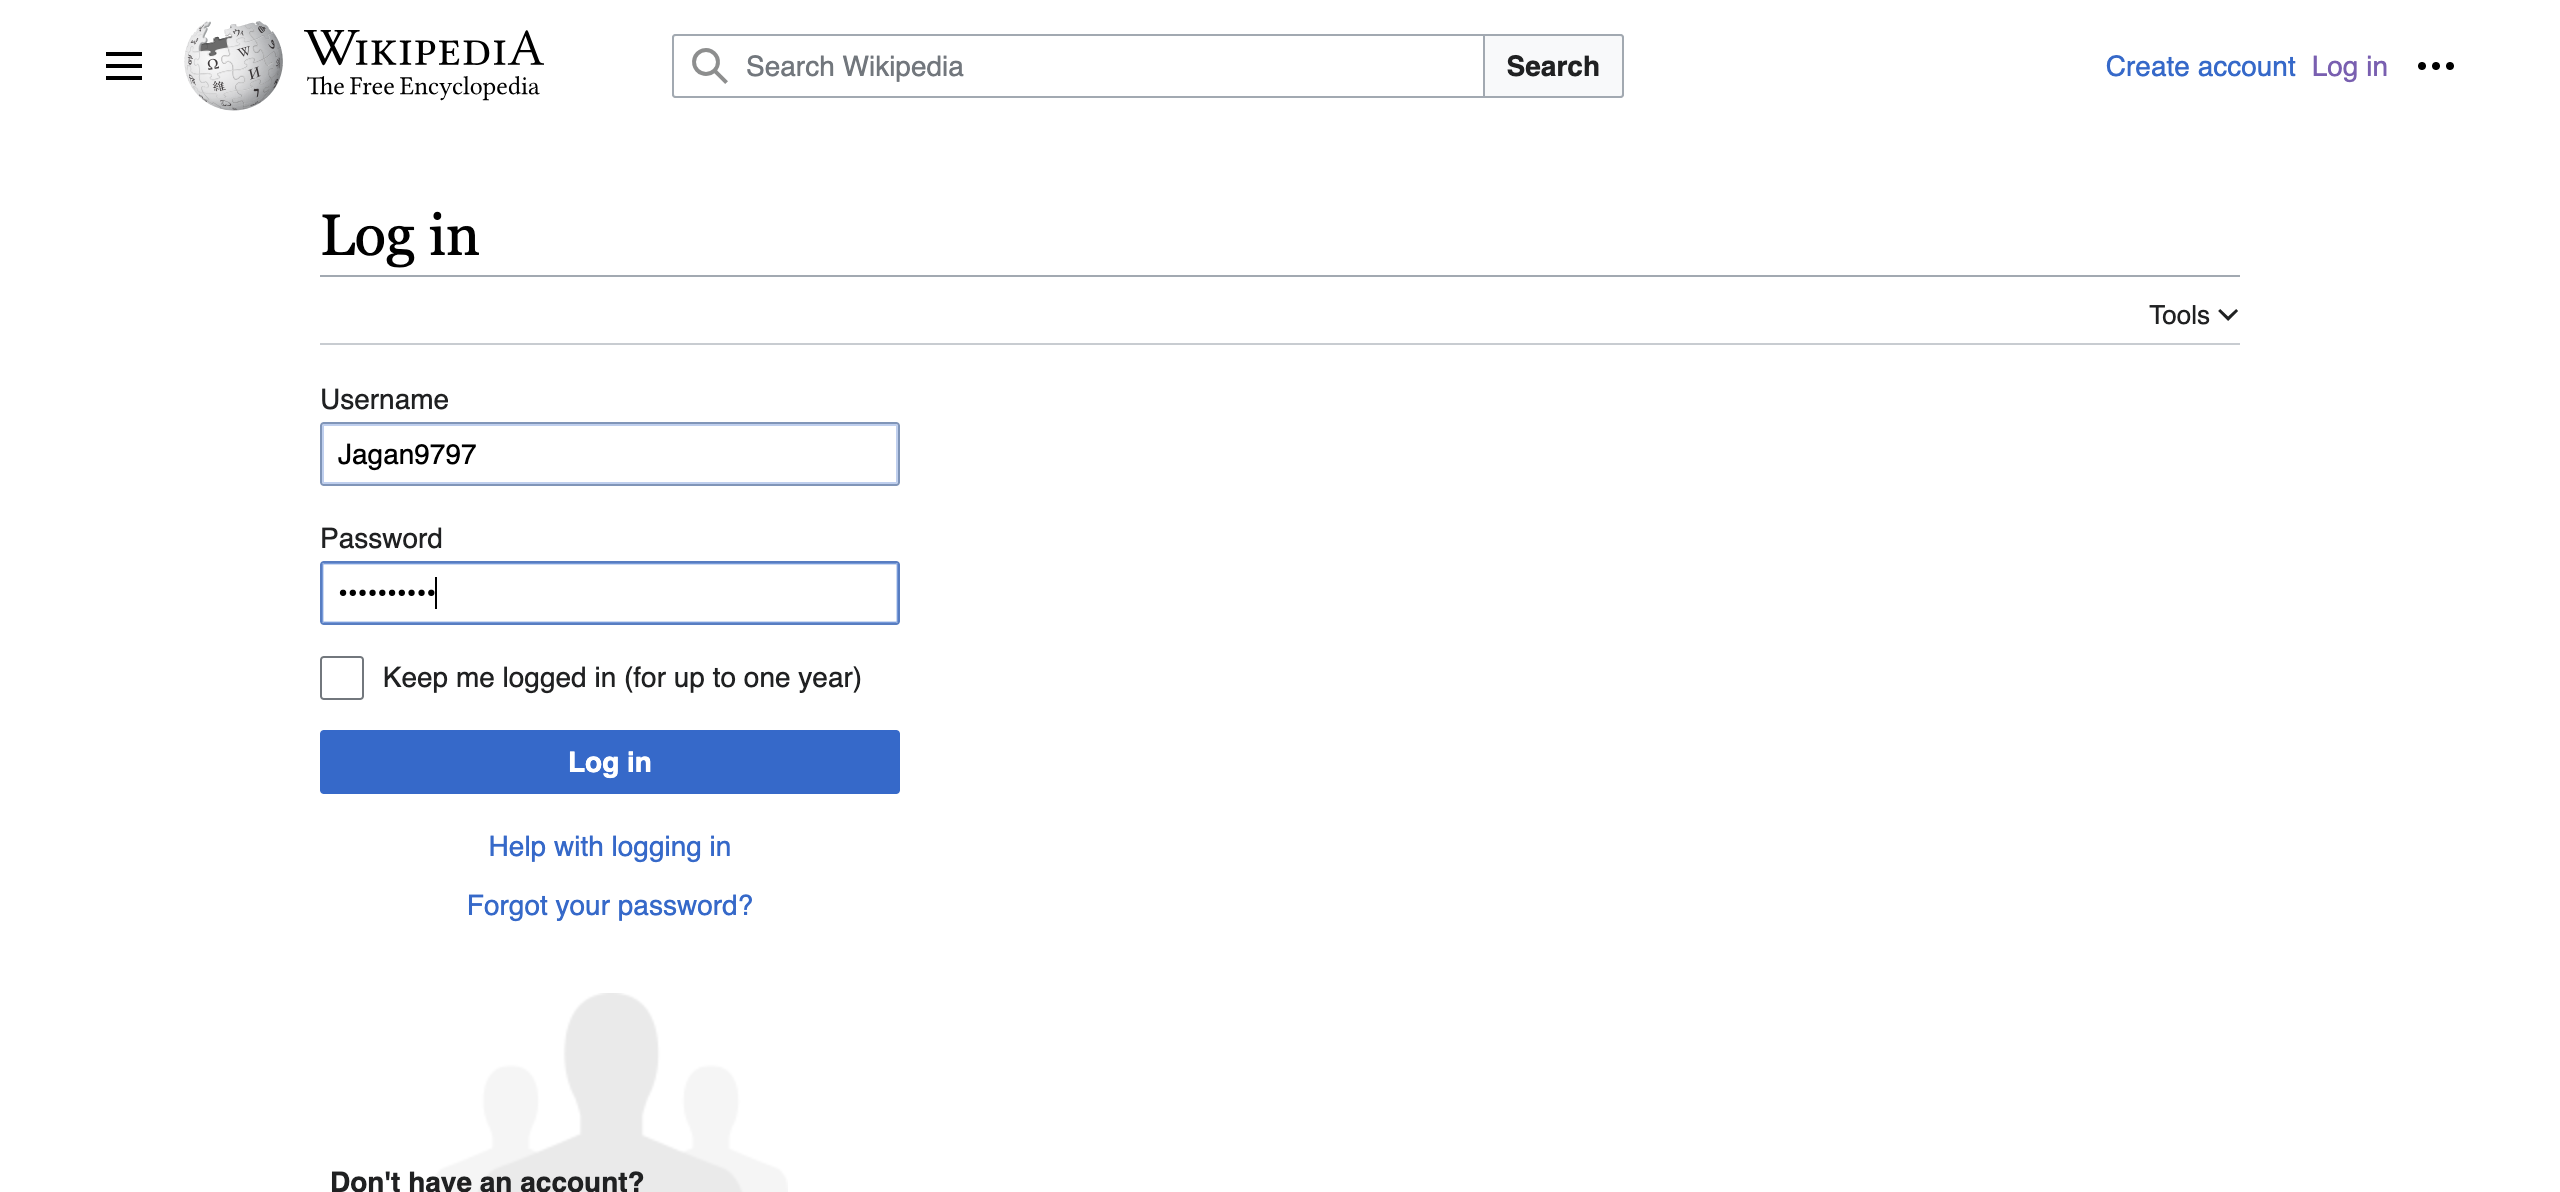 WIKIPEDIA
The Free Encyclopedia
Search Wikipedia
Search
Create account Log in
Log in
Tools
Username
Jagan9797
Password
••••••••••
Keep me logged in (for up to one year)
Log in
Help with logging in
Forgot your password?
Don't have an account?